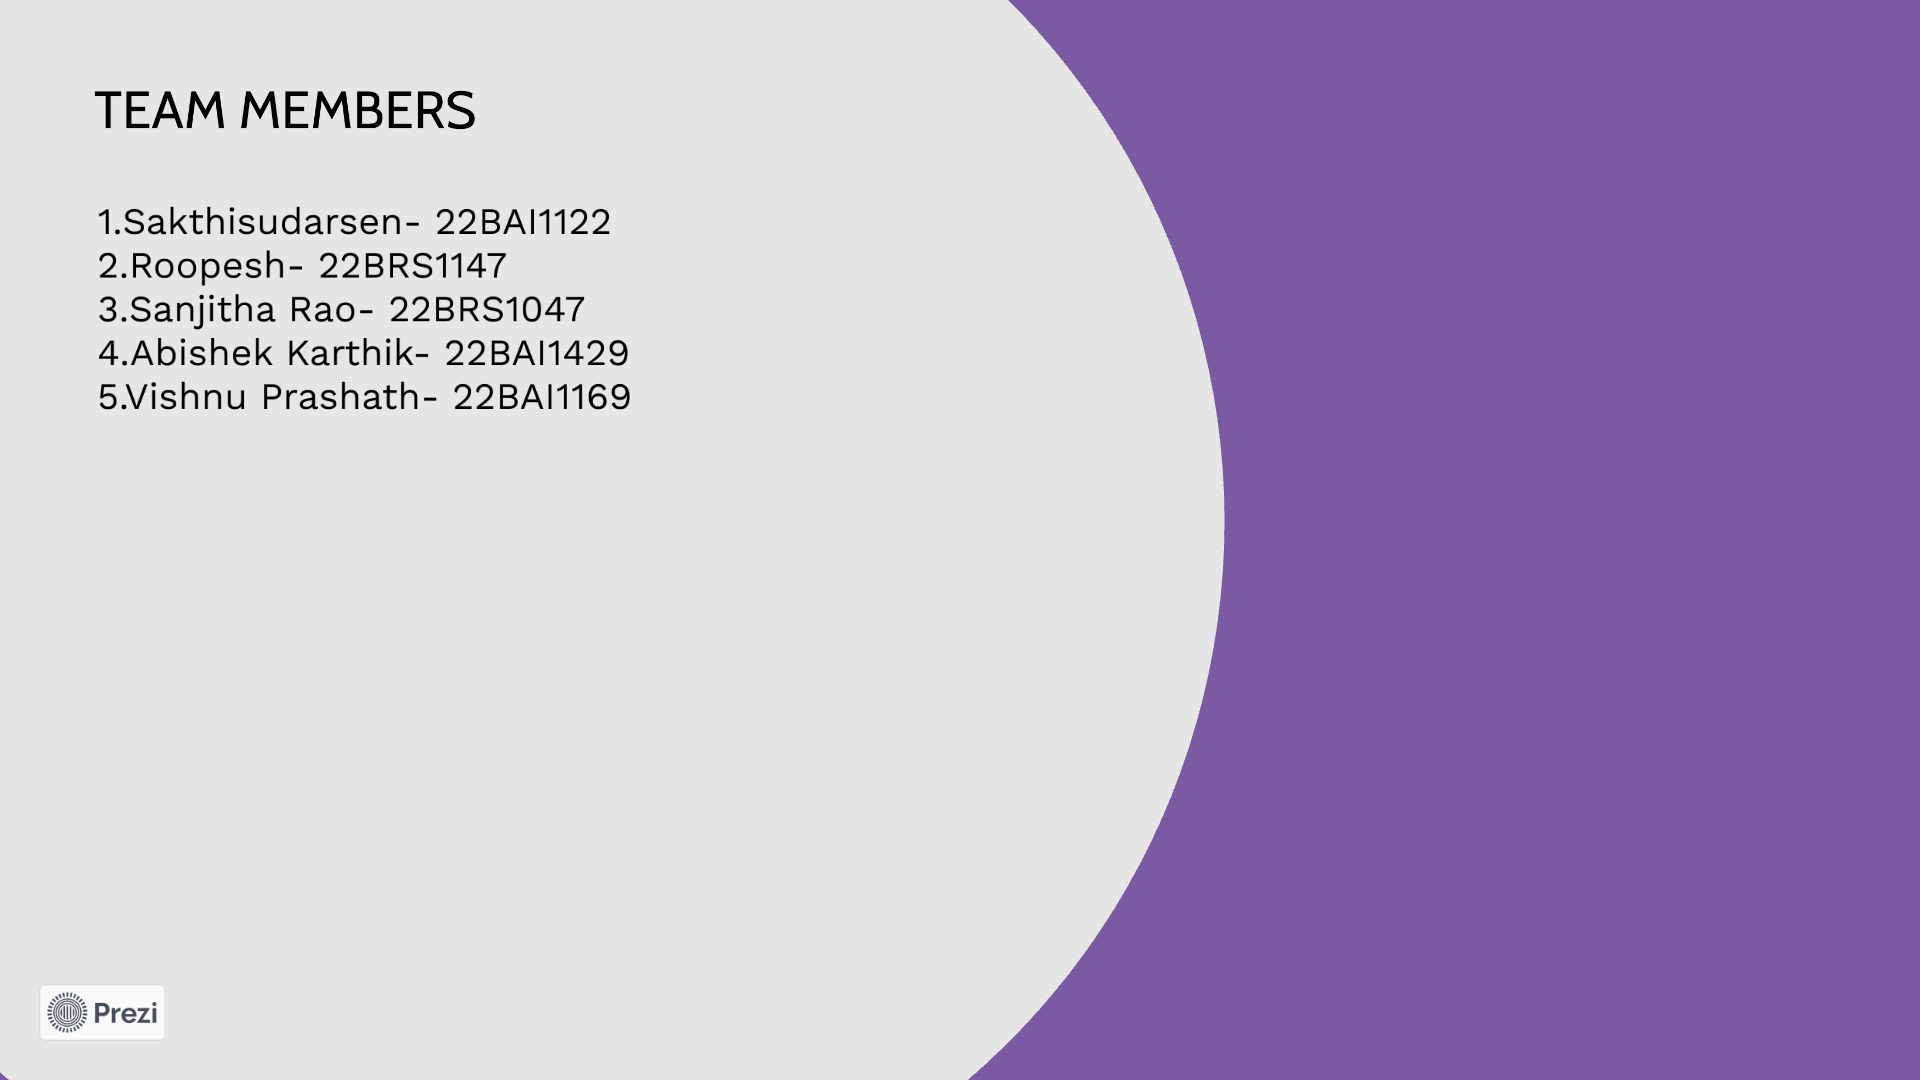 TEAM MEMBERS
1.Sakthisudarsen- 22BAI1122
2.Roopesh- 22BRS1147
3.Sanjitha Rao- 22BRS1047
4.Abishek Karthik- 22BAI1429
5.Vishnu Prashath- 22BAI1169
Prezi